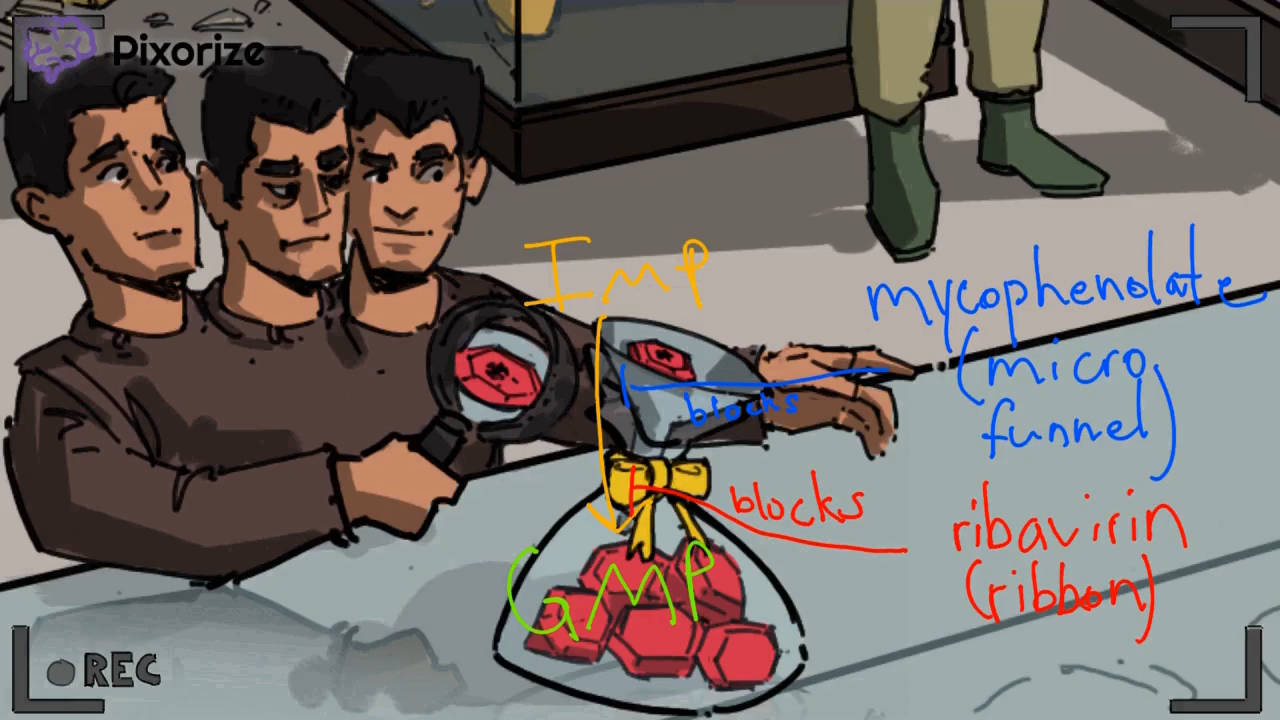 Pixorize
IMP
mycophenolate
(micro
funnel)
blocks
blocks
ribavirin
(ribbon)
GMP
REC